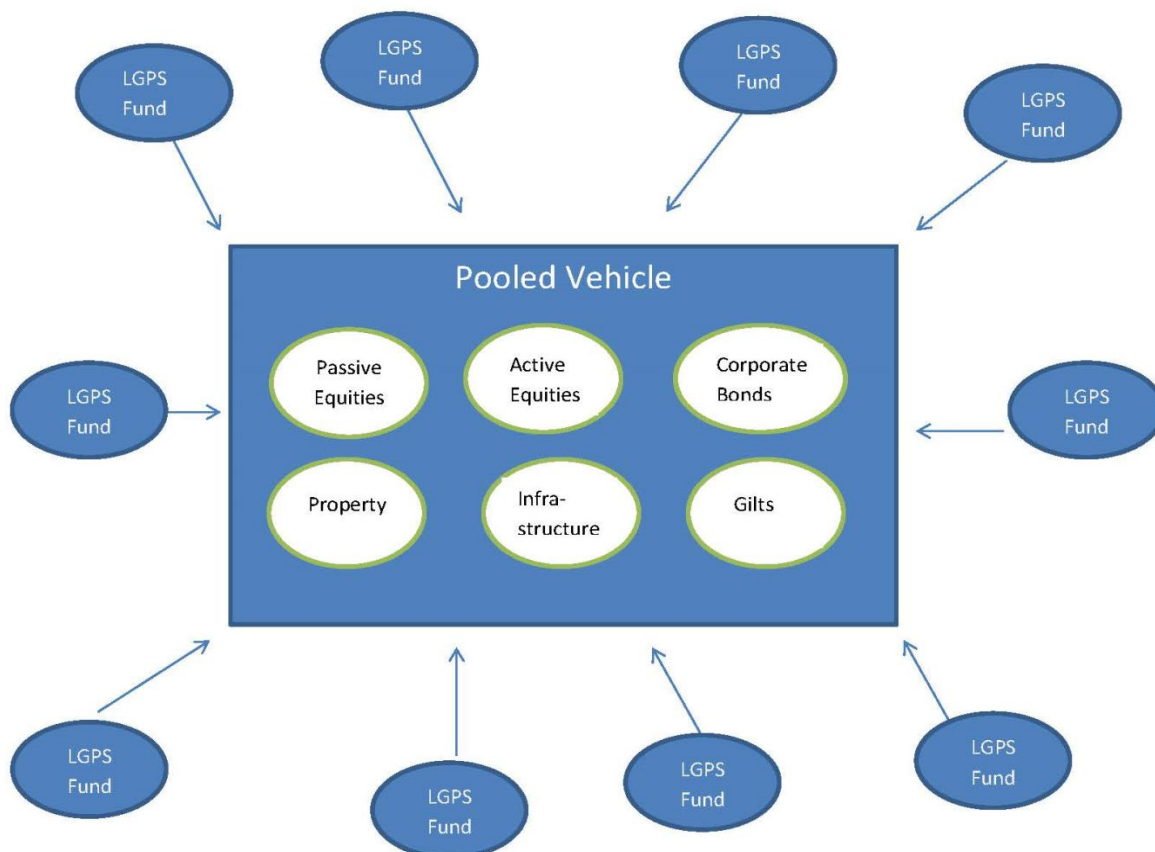 LGPS
Fund
LGPS
Fund
LGPS
Fund
LGPS
Fund
Pooled Vehicle
Passive
Equities
Active
Equities
Corporate
Bonds
LGPS
Fund
LGPS
Fund
Property
Infra-
structure
Gilts
LGPS
Fund
LGPS
Fund
LGPS
Fund
LGPS
Fund